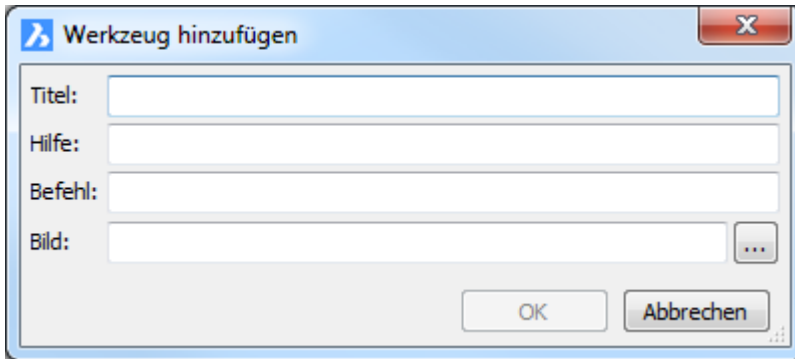 Werkzeug hinzufügen
Titel:
Hilfe:
Befehl:
Bild:
...
OK Abbrechen